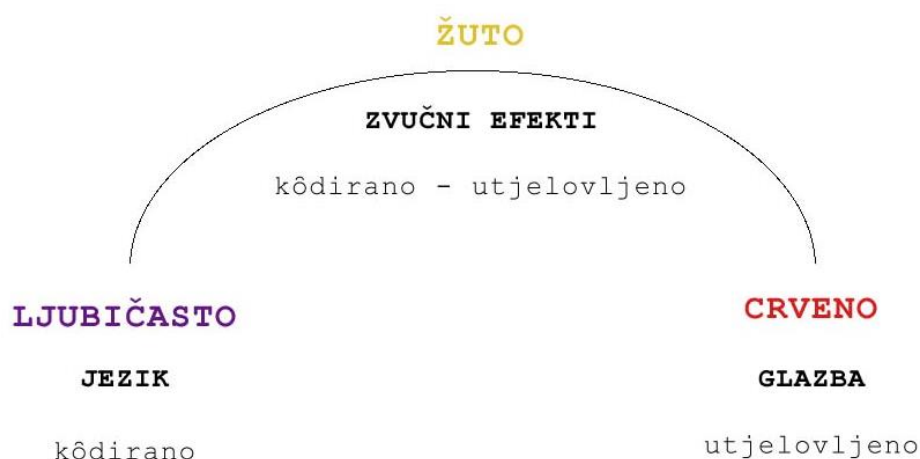 ŽUTO
ZVUČNI EFEKTI
kôdirano - utjelovljeno
LJUBIČASTO
JEZIK
kôdirano
CRVENO
GLAZBA
utjelovljeno